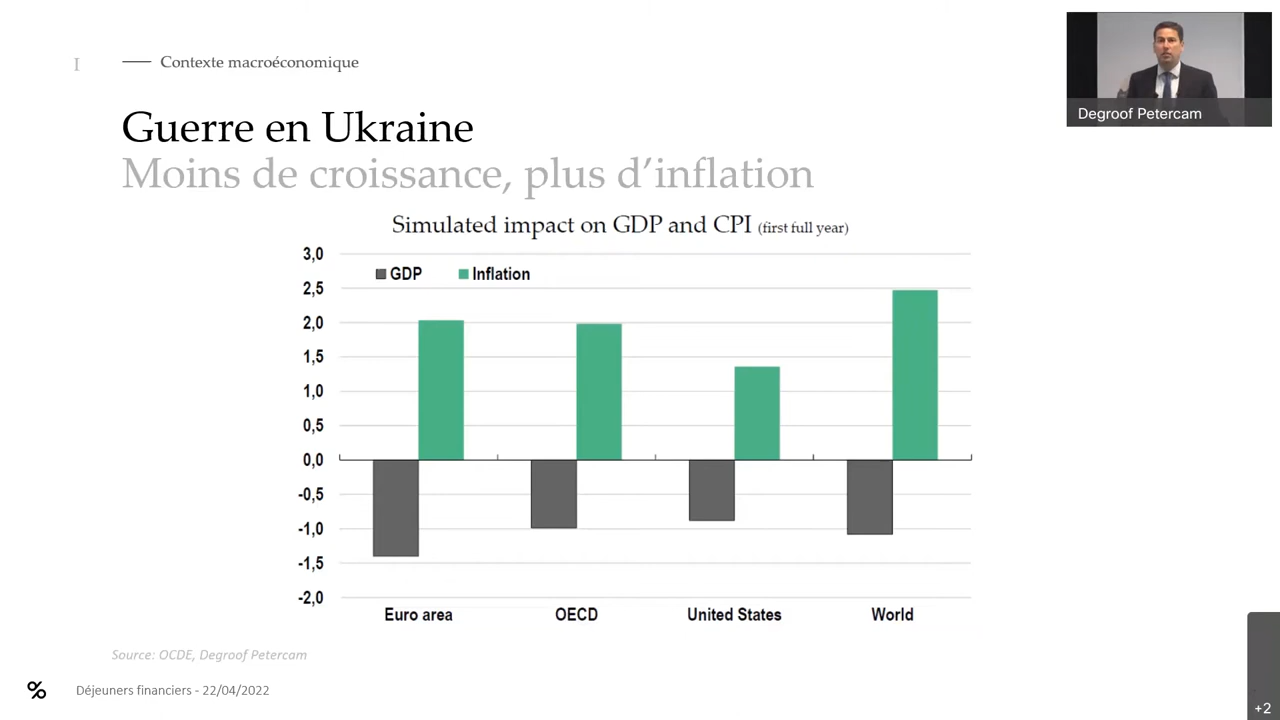 I
Contexte macroéconomique
Degroof Petercam
Guerre en Ukraine
Moins de croissance, plus d’inflation
Simulated impact on GDP and CPI (first full year)
3,0
GDP Inflation
2,5
2,0
1,5
1,0
0,5
0,0
-0,5
-1,0
-1,5
-2,0
Euro area OECD United States World
Source: OCDE, Degroof Petercam
Déjeuners financiers - 22/04/2022
+2